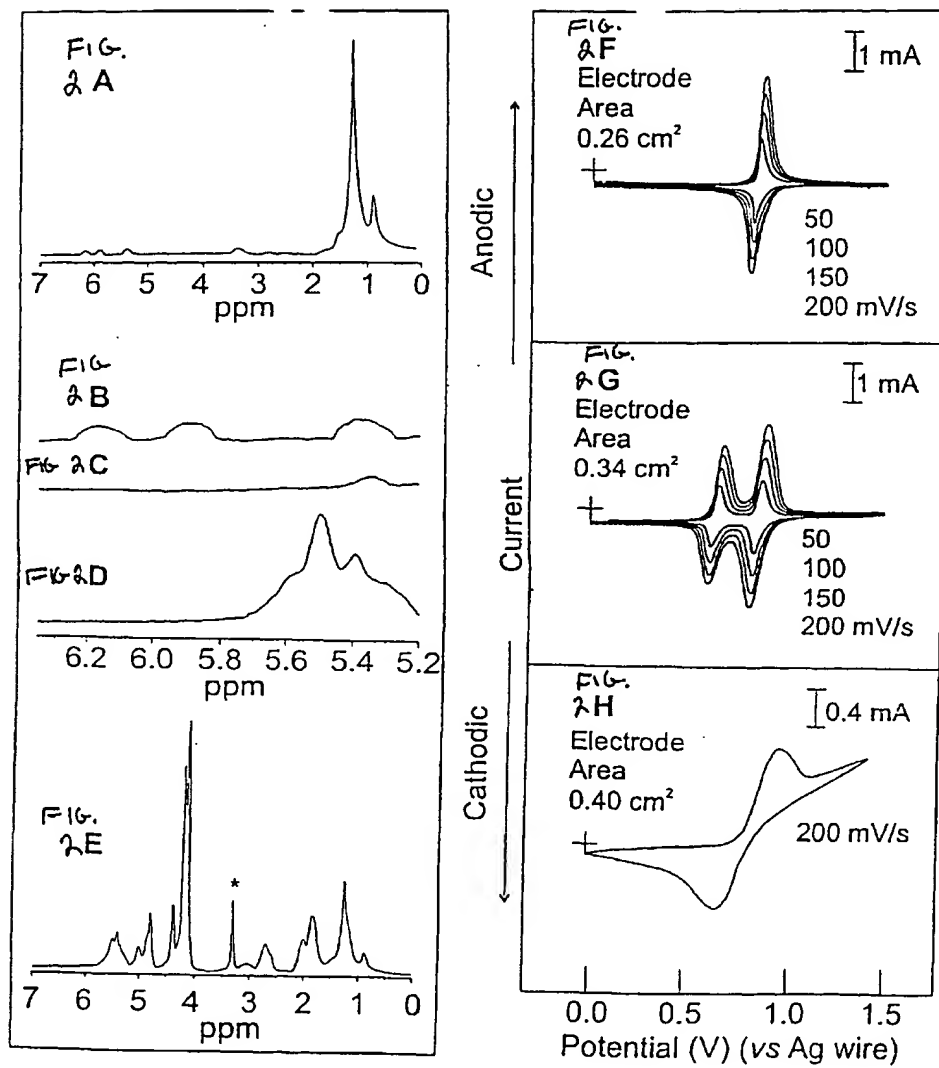 FIG.
2 A
7 6 5 4 3 2 1 0
ppm
FIG
2 B
FIG 2C
FIG 2D
6.2 6.0 5.8 5.6 5.4 5.2
ppm
FIG.
2E
*
7 6 5 4 3 2 1 0
ppm
Anodic
Current
Cathodic
FIG.
2F
Electrode
Area
0.26 cm²
1 mA
50
100
150
200 mV/s
FIG.
2G
Electrode
Area
0.34 cm²
1 mA
50
100
150
200 mV/s
FIG.
2H
Electrode
Area
0.40 cm²
0.4 mA
200 mV/s
0.0 0.5 1.0 1.5
Potential (V) (vs Ag wire)